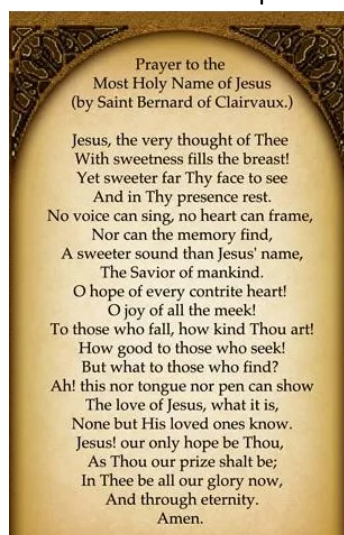 Prayer to the
Most Holy Name of Jesus
(by Saint Bernard of Clairvaux.)
Jesus, the very thought of Thee
With sweetness fills the breast!
Yet sweeter far Thy face to see
And in Thy presence rest.
No voice can sing, no heart can frame,
Nor can the memory find,
A sweeter sound than Jesus' name,
The Savior of mankind.
O hope of every contrite heart!
O joy of all the meek!
To those who fall, how kind Thou art!
How good to those who seek!
But what to those who find?
Ah! this nor tongue nor pen can show
The love of Jesus, what it is,
None but His loved ones know.
Jesus! our only hope be Thou,
As Thou our prize shalt be;
In Thee be all our glory now,
And through eternity.
Amen.